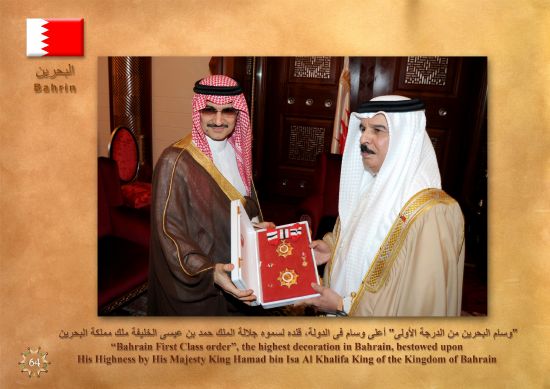 البحرين
Bahrin
"وسام البحرين من الدرجة الأولى" أعلى وسام فى الدولة، قلده لسموه جلالة الملك حمد بن عيسى الخليفة ملك مملكة البحرين
“Bahrain First Class order”, the highest decoration in Bahrain, bestowed upon
His Highness by His Majesty King Hamad bin Isa Al Khalifa King of the Kingdom of Bahrain
64